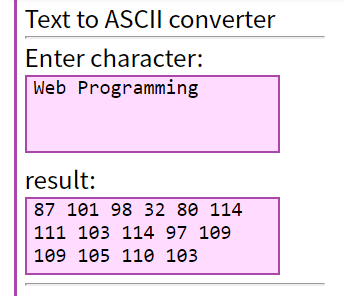 Text to ASCII converter
Enter character:
Web Programming
result:
87 101 98 32 80 114
111 103 114 97 109
109 105 110 103